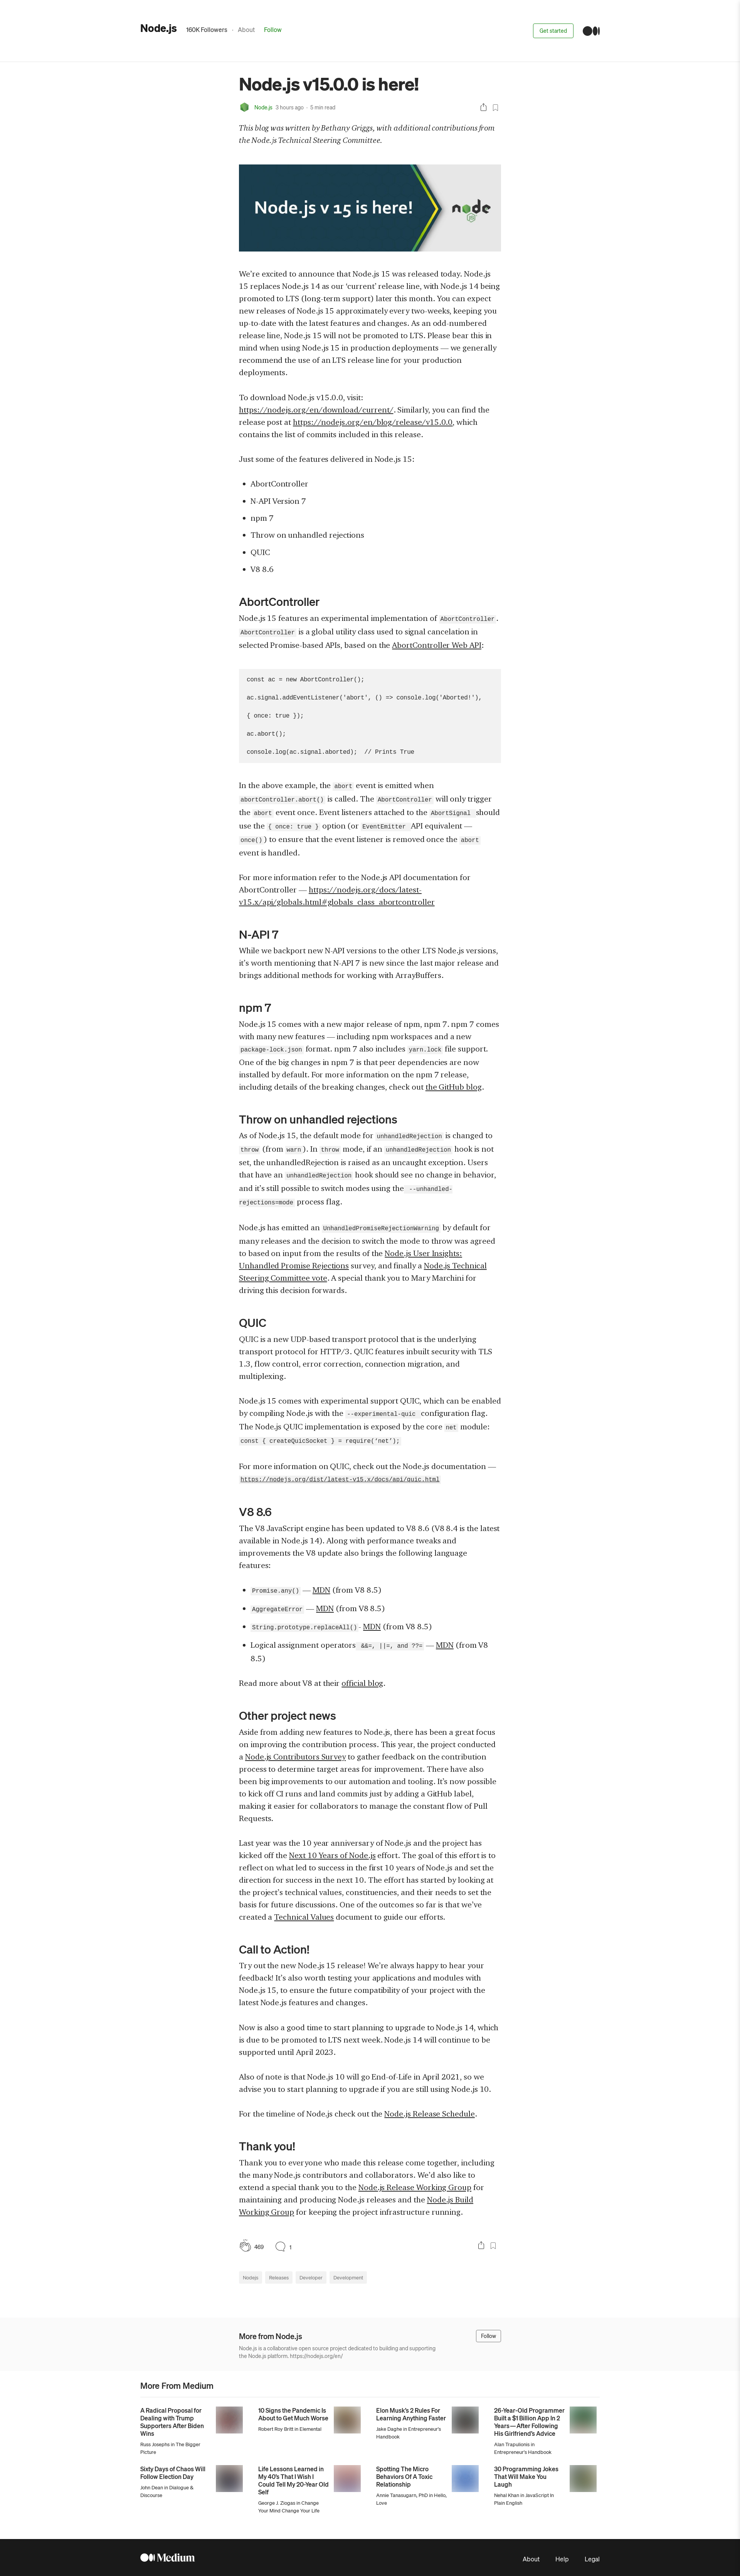 Node.js
160K Followers · About Follow
Get started
Node.js v15.0.0 is here!
Node.js 3 hours ago · 5 min read
This blog was written by Bethany Griggs, with additional contributions from
the Node.js Technical Steering Committee.
Node.js v 15 is here!
node
JS
We're excited to announce that Node.js 15 was released today. Node.js
15 replaces Node.js 14 as our 'current' release line, with Node.js 14 being
promoted to LTS (long-term support) later this month. You can expect
new releases of Node.js 15 approximately every two-weeks, keeping you
up-to-date with the latest features and changes. As an odd-numbered
release line, Node.js 15 will not be promoted to LTS. Please bear this in
mind when using Node.js 15 in production deployments — we generally
recommend the use of an LTS release line for your production
deployments.
To download Node.js v15.0.0, visit:
https://nodejs.org/en/download/current/. Similarly, you can find the
release post at https://nodejs.org/en/blog/release/v15.0.0, which
contains the list of commits included in this release.
Just some of the features delivered in Node.js 15:
• AbortController
• N-API Version 7
• npm 7
• Throw on unhandled rejections
• QUIC
• V8 8.6
AbortController
Node.js 15 features an experimental implementation of AbortController.
AbortController is a global utility class used to signal cancelation in
selected Promise-based APIs, based on the AbortController Web API:
const ac = new AbortController();
ac.signal.addEventListener('abort', () => console.log('Aborted!'),
{ once: true });
ac.abort();
console.log(ac.signal.aborted);  // Prints True
In the above example, the abort event is emitted when
abortController.abort() is called. The AbortController will only trigger
the abort event once. Event listeners attached to the AbortSignal should
use the { once: true } option (or EventEmitter API equivalent —
once()) to ensure that the event listener is removed once the abort
event is handled.
For more information refer to the Node.js API documentation for
AbortController — https://nodejs.org/docs/latest-
v15.x/api/globals.html#globals_class_abortcontroller
N-API 7
While we backport new N-API versions to the other LTS Node.js versions,
it's worth mentioning that N-API 7 is new since the last major release and
brings additional methods for working with ArrayBuffers.
npm 7
Node.js 15 comes with a new major release of npm, npm 7. npm 7 comes
with many new features — including npm workspaces and a new
package-lock.json format. npm 7 also includes yarn.lock file support.
One of the big changes in npm 7 is that peer dependencies are now
installed by default. For more information on the npm 7 release,
including details of the breaking changes, check out the GitHub blog.
Throw on unhandled rejections
As of Node.js 15, the default mode for unhandledRejection is changed to
throw (from warn). In throw mode, if an unhandledRejection hook is not
set, the unhandledRejection is raised as an uncaught exception. Users
that have an unhandledRejection hook should see no change in behavior,
and it's still possible to switch modes using the --unhandled-
rejections=mode process flag.
Node.js has emitted an UnhandledPromiseRejectionWarning by default for
many releases and the decision to switch the mode to throw was agreed
to based on input from the results of the Node.js User Insights:
Unhandled Promise Rejections survey, and finally a Node.js Technical
Steering Committee vote. A special thank you to Mary Marchini for
driving this decision forwards.
QUIC
QUIC is a new UDP-based transport protocol that is the underlying
transport protocol for HTTP/3. QUIC features inbuilt security with TLS
1.3, flow control, error correction, connection migration, and
multiplexing.
Node.js 15 comes with experimental support QUIC, which can be enabled
by compiling Node.js with the --experimental-quic configuration flag.
The Node.js QUIC implementation is exposed by the core net module:
const { createQuicSocket } = require('net');
For more information on QUIC, check out the Node.js documentation —
https://nodejs.org/dist/latest-v15.x/docs/api/quic.html
V8 8.6
The V8 JavaScript engine has been updated to V8 8.6 (V8 8.4 is the latest
available in Node.js 14). Along with performance tweaks and
improvements the V8 update also brings the following language
features:
• Promise.any() — MDN (from V8 8.5)
• AggregateError — MDN (from V8 8.5)
• String.prototype.replaceAll() - MDN (from V8 8.5)
• Logical assignment operators &&=, ||=, and ??= — MDN (from V8
8.5)
Read more about V8 at their official blog.
Other project news
Aside from adding new features to Node.js, there has been a great focus
on improving the contribution process. This year, the project conducted
a Node.js Contributors Survey to gather feedback on the contribution
process to determine target areas for improvement. There have also
been big improvements to our automation and tooling. It's now possible
to kick off CI runs and land commits just by adding a GitHub label,
making it easier for collaborators to manage the constant flow of Pull
Requests.
Last year was the 10 year anniversary of Node.js and the project has
kicked off the Next 10 Years of Node.js effort. The goal of this effort is to
reflect on what led to success in the first 10 years of Node.js and set the
direction for success in the next 10. The effort has started by looking at
the project's technical values, constituencies, and their needs to set the
basis for future discussions. One of the outcomes so far is that we've
created a Technical Values document to guide our efforts.
Call to Action!
Try out the new Node.js 15 release! We're always happy to hear your
feedback! It's also worth testing your applications and modules with
Node.js 15, to ensure the future compatibility of your project with the
latest Node.js features and changes.
Now is also a good time to start planning to upgrade to Node.js 14, which
is due to be promoted to LTS next week. Node.js 14 will continue to be
supported until April 2023.
Also of note is that Node.js 10 will go End-of-Life in April 2021, so we
advise you to start planning to upgrade if you are still using Node.js 10.
For the timeline of Node.js check out the Node.js Release Schedule.
Thank you!
Thank you to everyone who made this release come together, including
the many Node.js contributors and collaborators. We'd also like to
extend a special thank you to the Node.js Release Working Group for
maintaining and producing Node.js releases and the Node.js Build
Working Group for keeping the project infrastructure running.
469 1
Nodejs Releases Developer Development
More from Node.js
Follow
Node.js is a collaborative open source project dedicated to building and supporting
the Node.js platform. https://nodejs.org/en/
More From Medium
A Radical Proposal for
Dealing with Trump
Supporters After Biden
Wins
Russ Josephs in The Bigger
Picture
10 Signs the Pandemic Is
About to Get Much Worse
Robert Roy Britt in Elemental
Elon Musk's 2 Rules For
Learning Anything Faster
Jake Daghe in Entrepreneur's
Handbook
26-Year-Old Programmer
Built a $1 Billion App In 2
Years — After Following
His Girlfriend's Advice
Alan Trapulionis in
Entrepreneur's Handbook
Sixty Days of Chaos Will
Follow Election Day
John Dean in Dialogue &
Discourse
Life Lessons Learned in
My 40's That I Wish I
Could Tell My 20-Year Old
Self
George J. Ziogas in Change
Your Mind Change Your Life
Spotting The Micro
Behaviors Of A Toxic
Relationship
Annie Tanasugarn, PhD in Hello,
Love
30 Programming Jokes
That Will Make You
Laugh
Nehal Khan in JavaScript In
Plain English
Medium
About Help Legal